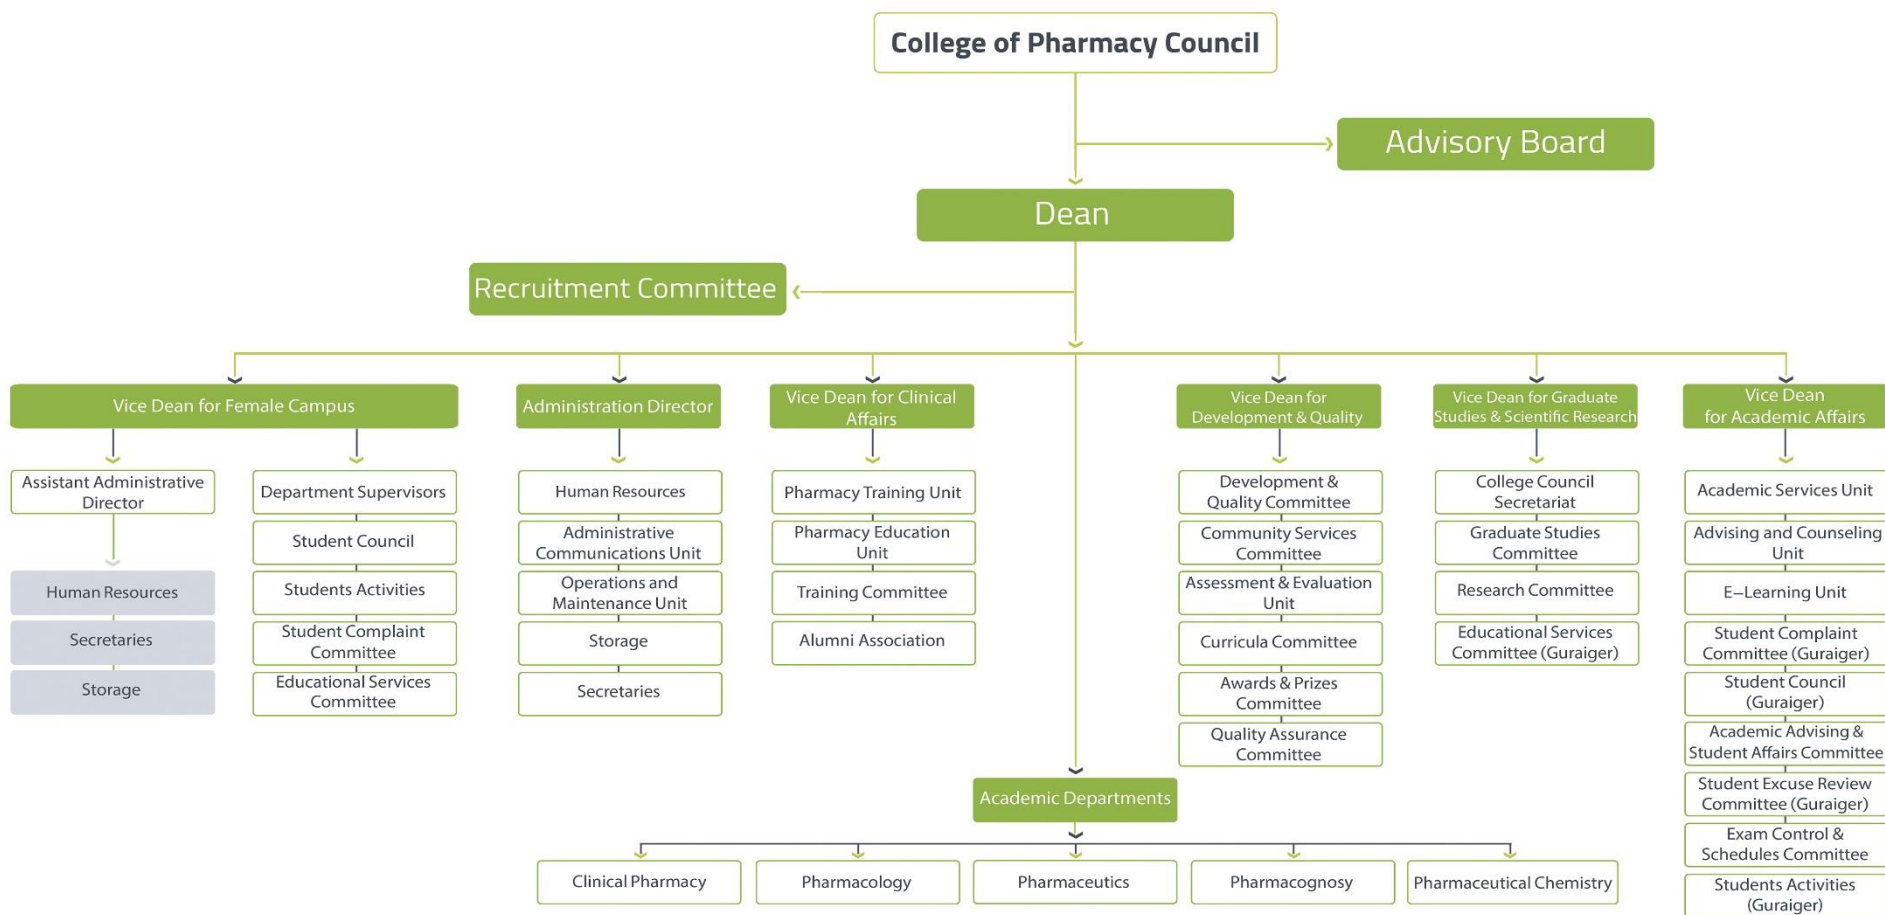 College of Pharmacy Council
Advisory Board
Dean
Recruitment Committee
Vice Dean for Female Campus
Assistant Administrative
Director
Human Resources
Secretaries
Storage
Department Supervisors
Student Council
Students Activities
Student Complaint
Committee
Educational Services
Committee
Administration Director
Human Resources
Administrative
Communications Unit
Operations and
Maintenance Unit
Storage
Secretaries
Vice Dean for Clinical
Affairs
Pharmacy Training Unit
Pharmacy Education
Unit
Training Committee
Alumni Association
Vice Dean for
Development & Quality
Development &
Quality Committee
Community Services
Committee
Assessment & Evaluation
Unit
Curricula Committee
Awards & Prizes
Committee
Quality Assurance
Committee
Vice Dean for Graduate
Studies & Scientific Research
College Council
Secretariat
Graduate Studies
Committee
Research Committee
Educational Services
Committee (Guraiger)
Vice Dean
for Academic Affairs
Academic Services Unit
Advising and Counseling
Unit
E–Learning Unit
Student Complaint
Committee (Guraiger)
Student Council
(Guraiger)
Academic Advising &
Student Affairs Committee
Student Excuse Review
Committee (Guraiger)
Exam Control &
Schedules Committee
Students Activities
(Guraiger)
Academic Departments
Clinical Pharmacy
Pharmacology
Pharmaceutics
Pharmacognosy
Pharmaceutical Chemistry